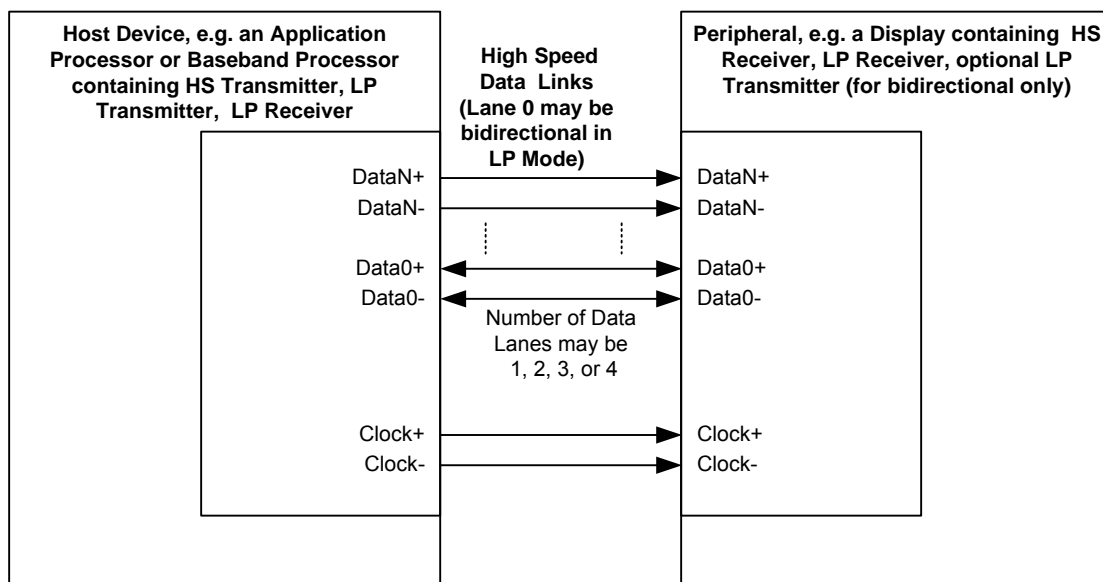 Host Device, e.g. an Application
Processor or Baseband Processor
containing HS Transmitter, LP
Transmitter, LP Receiver
High Speed
Data Links
(Lane 0 may be
bidirectional in
LP Mode)
Peripheral, e.g. a Display containing HS
Receiver, LP Receiver, optional LP
Transmitter (for bidirectional only)
DataN+
DataN-
Data0+
Data0-
Clock+
Clock-
Number of Data
Lanes may be
1, 2, 3, or 4
DataN+
DataN-
Data0+
Data0-
Clock+
Clock-